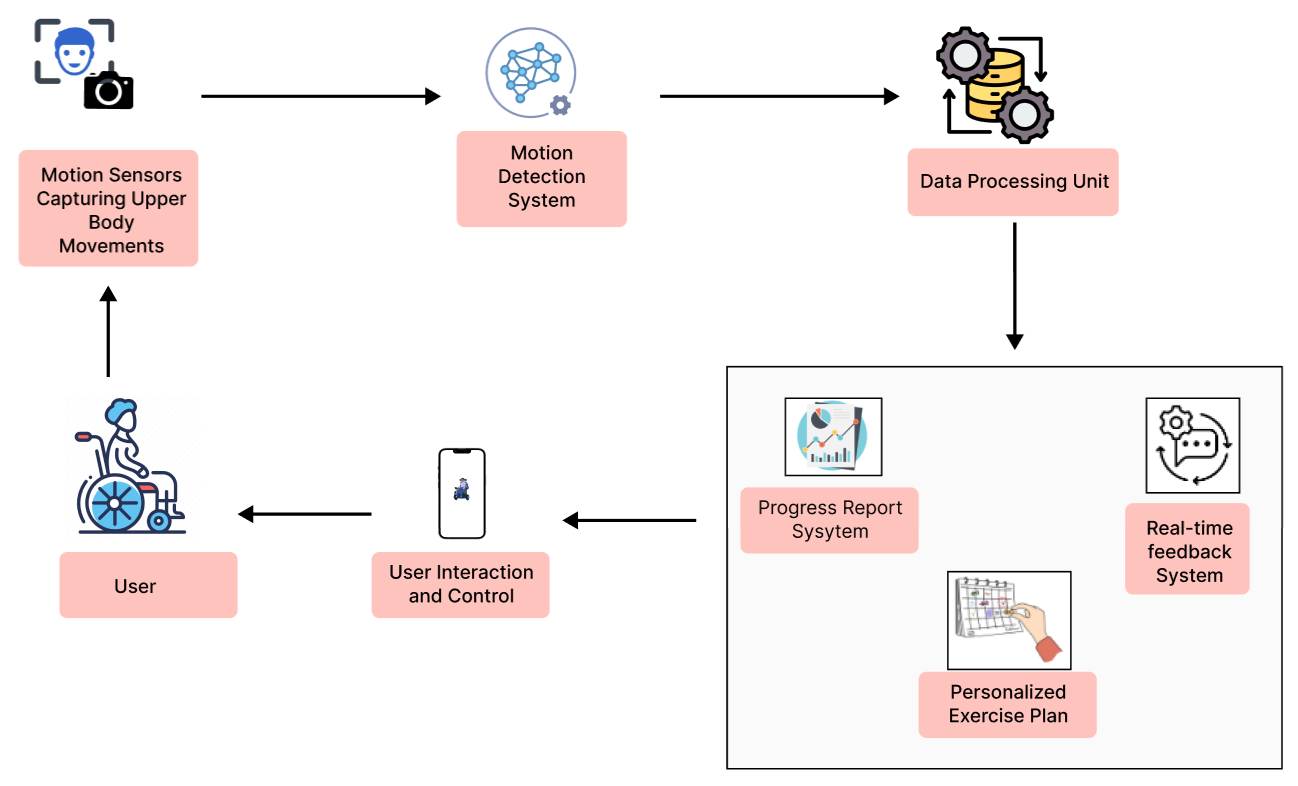 Motion Sensors
Capturing Upper
Body
Movements
Motion
Detection
System
Data Processing Unit
Progress Report
Sysytem
Real-time
feedback
System
Personalized
Exercise Plan
User Interaction
and Control
User